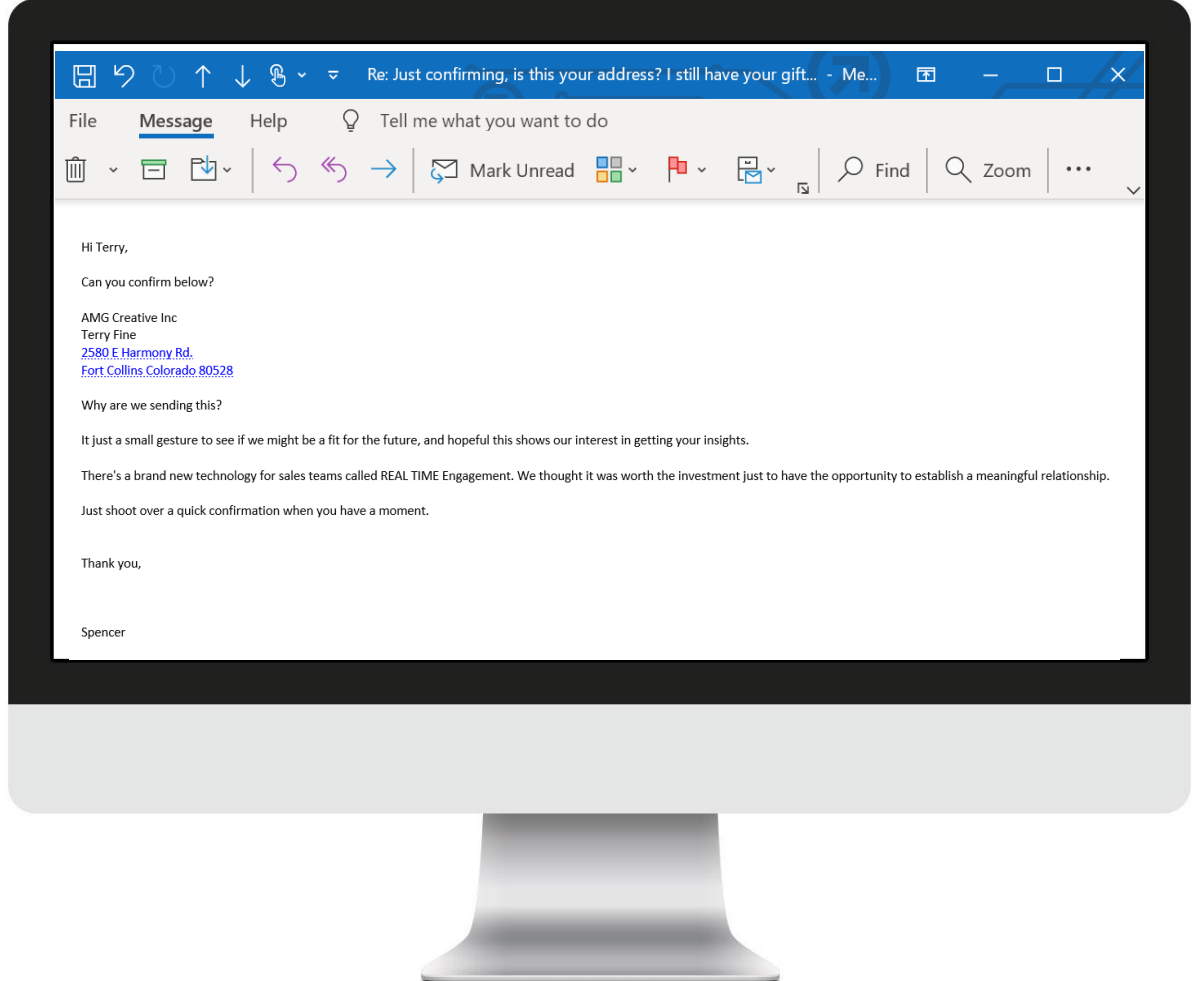 Re: Just confirming, is this your address? I still have your gift... - Me...
File Message Help Tell me what you want to do
Mark Unread Find Zoom
Hi Terry,
Can you confirm below?
AMG Creative Inc
Terry Fine
2580 E Harmony Rd.
Fort Collins Colorado 80528
Why are we sending this?
It just a small gesture to see if we might be a fit for the future, and hopeful this shows our interest in getting your insights.
There's a brand new technology for sales teams called REAL TIME Engagement. We thought it was worth the investment just to have the opportunity to establish a meaningful relationship.
Just shoot over a quick confirmation when you have a moment.
Thank you,
Spencer